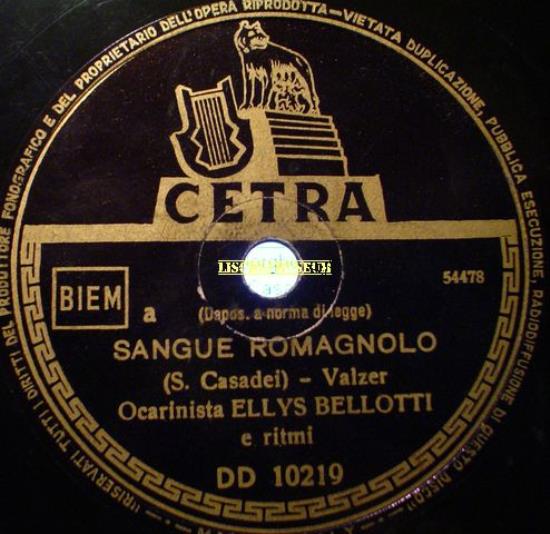 "(RISERVATI TUTTI I DIRITTI DEL PRODUTTORE FONOGRAFICO E DEL PROPRIETARIO DELL'OPERA RIPRODOTTA — VIETATA DUPLICAZIONE, PUBBLICA ESECUZIONE, RADIODIFFUSIONE DI QUESTO DISCO)"
CETRA
BIEM
a
54478
(Depos. a norma di legge)
SANGUE ROMAGNOLO
(S. Casadei) - Valzer
Ocarinista ELLYS BELLOTTI
e ritmi
DD 10219